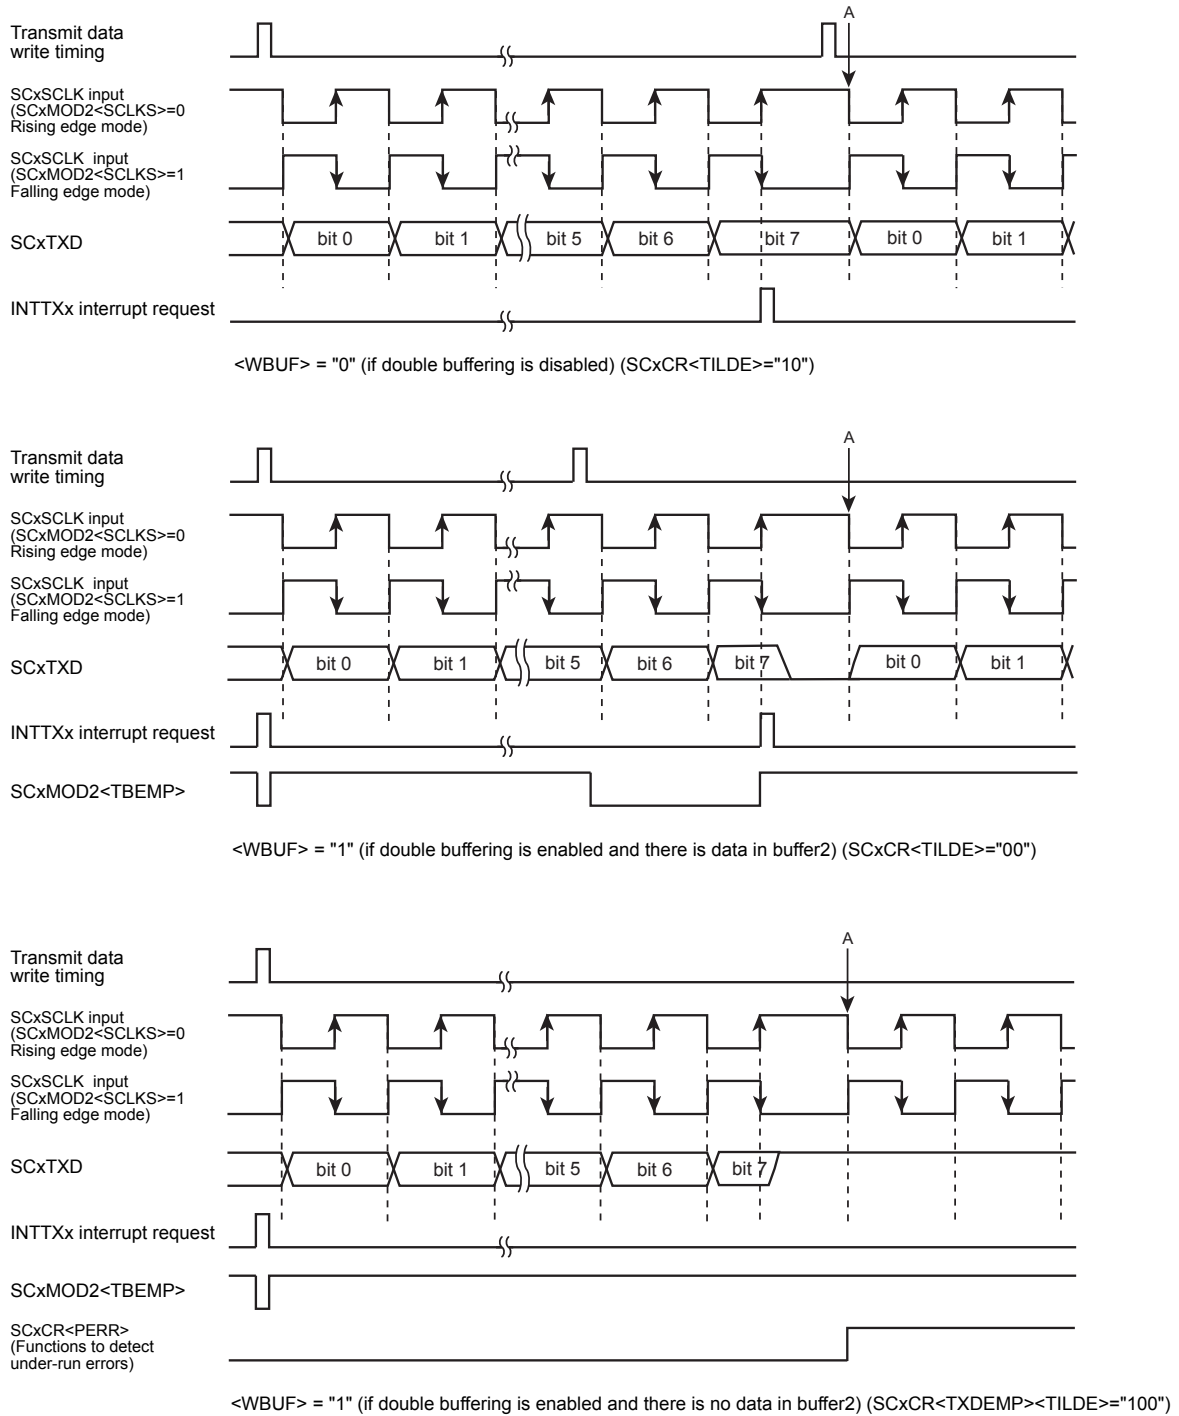 A
Transmit data
write timing
SCxSCLK input
(SCxMOD2<SCLKS>=0
Rising edge mode)
SCxSCLK input
(SCxMOD2<SCLKS>=1
Falling edge mode)
SCxTXD
bit 0 bit 1 bit 5 bit 6 bit 7 bit 0 bit 1
INTTXx interrupt request
<WBUF> = "0" (if double buffering is disabled) (SCxCR<TILDE>="10")
A
Transmit data
write timing
SCxSCLK input
(SCxMOD2<SCLKS>=0
Rising edge mode)
SCxSCLK input
(SCxMOD2<SCLKS>=1
Falling edge mode)
SCxTXD
bit 0 bit 1 bit 5 bit 6 bit 7 bit 0 bit 1
INTTXx interrupt request
SCxMOD2<TBEMP>
<WBUF> = "1" (if double buffering is enabled and there is data in buffer2) (SCxCR<TILDE>="00")
A
Transmit data
write timing
SCxSCLK input
(SCxMOD2<SCLKS>=0
Rising edge mode)
SCxSCLK input
(SCxMOD2<SCLKS>=1
Falling edge mode)
SCxTXD
bit 0 bit 1 bit 5 bit 6 bit 7
INTTXx interrupt request
SCxMOD2<TBEMP>
SCxCR<PERR>
(Functions to detect
under-run errors)
<WBUF> = "1" (if double buffering is enabled and there is no data in buffer2) (SCxCR<TXDEMP><TILDE>="100")